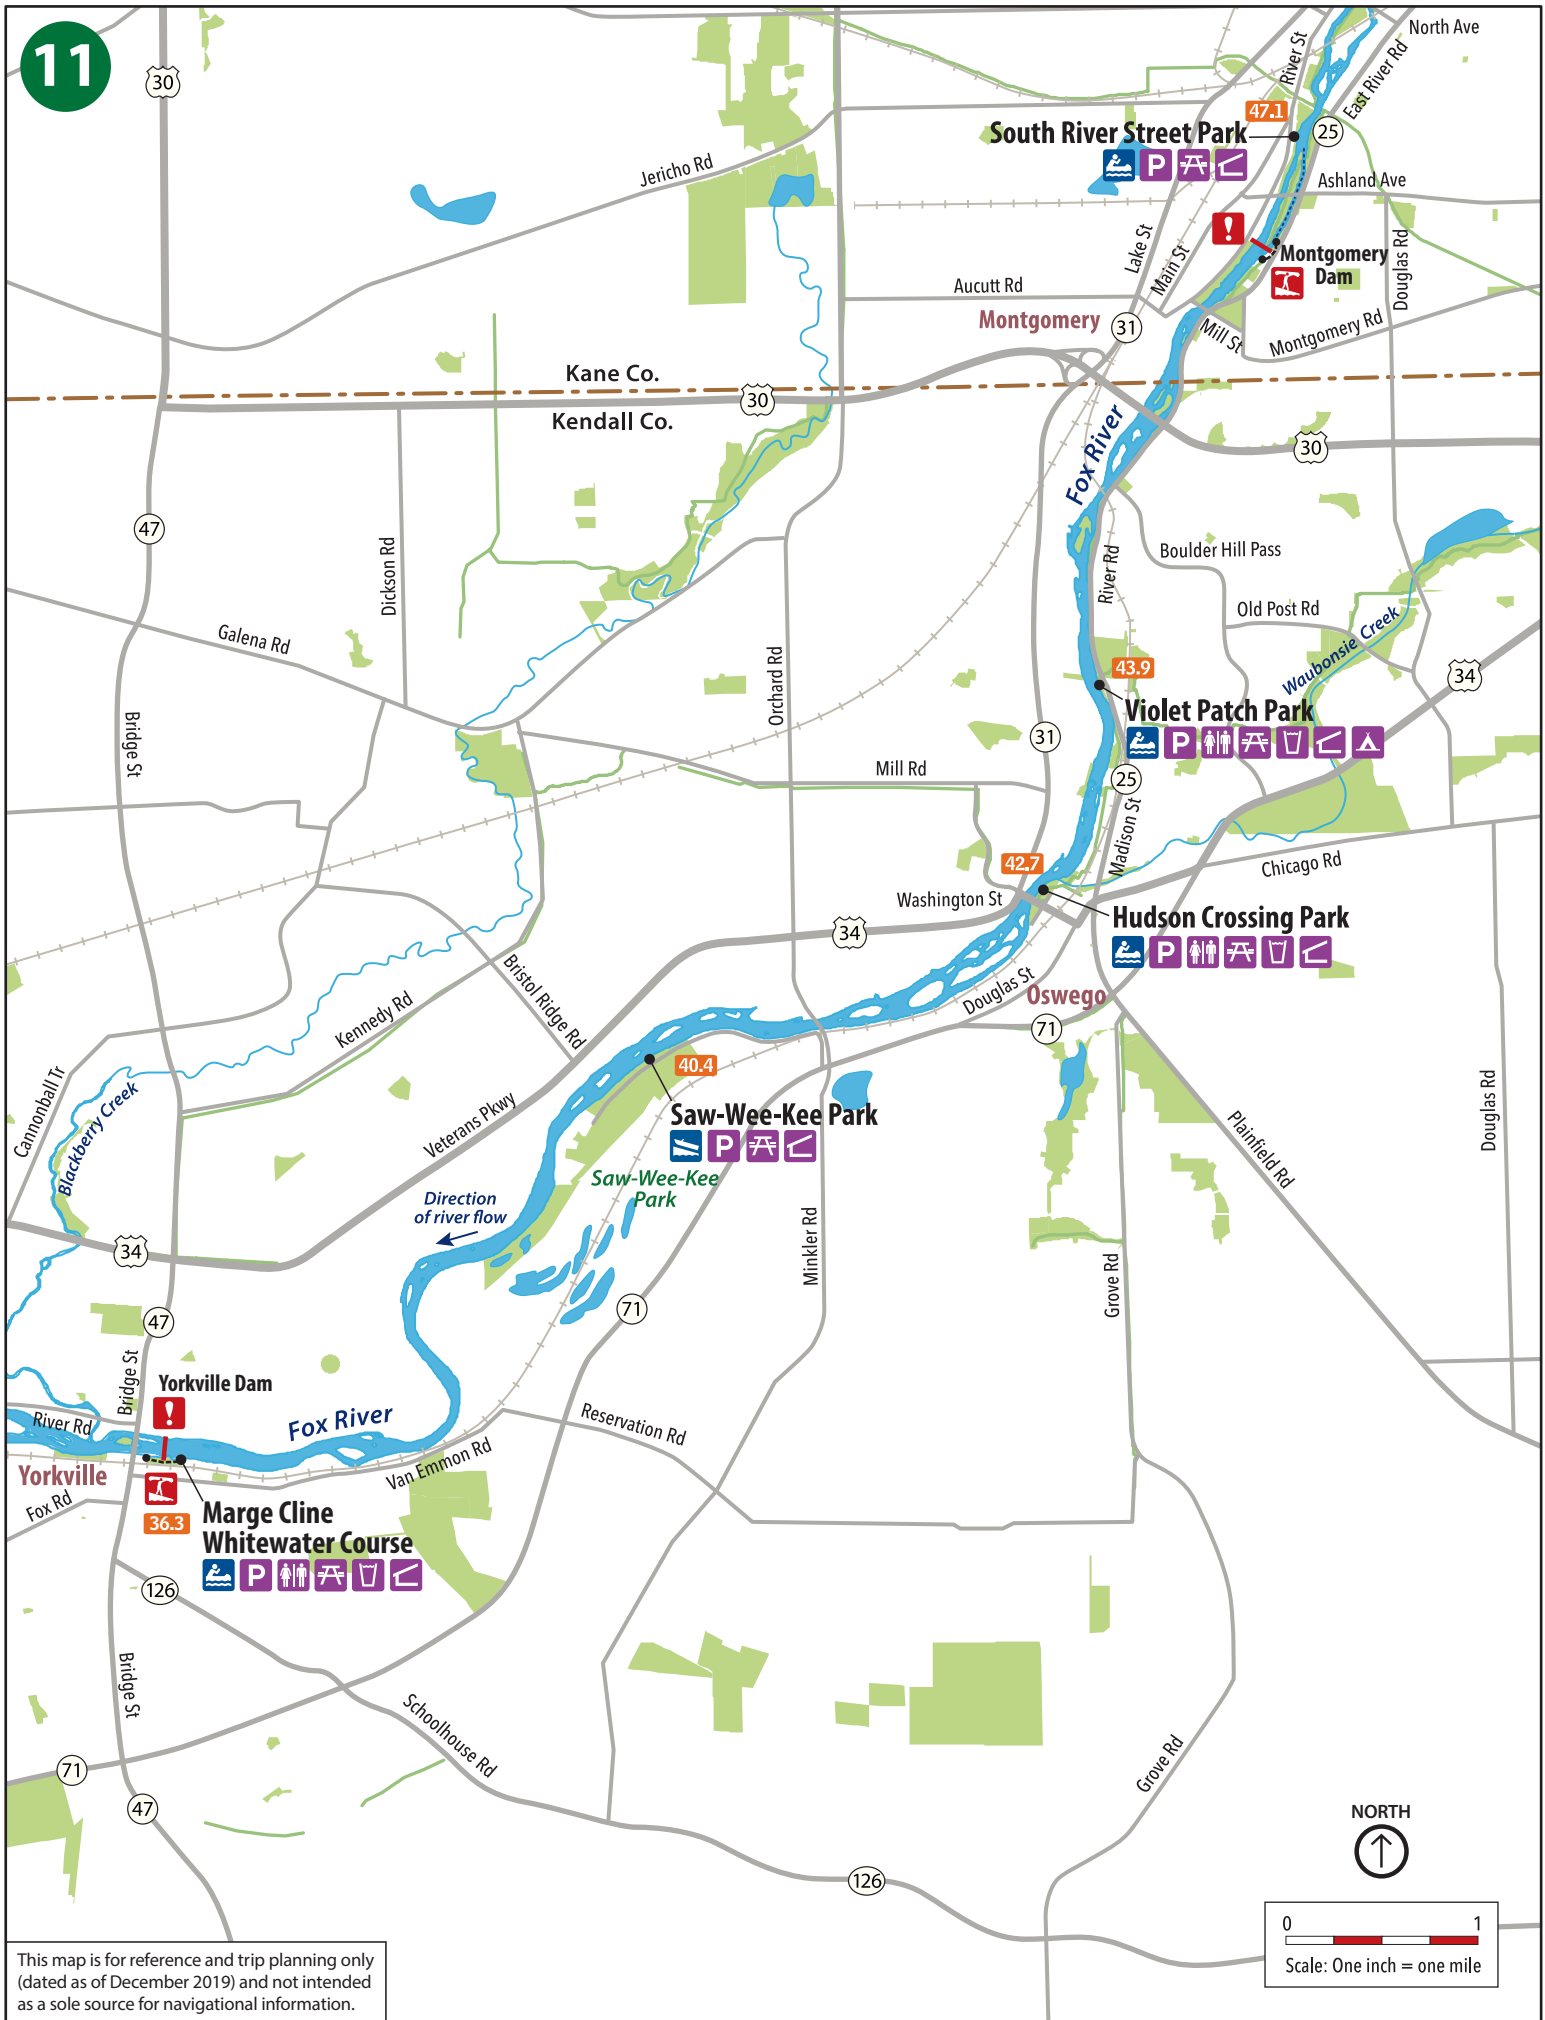 11
30
North Ave
River St
East River Rd
47.1
South River Street Park
25
P
Jericho Rd
Ashland Ave
Lake St
Main St
!
Montgomery
Dam
Douglas Rd
Aucutt Rd
Montgomery
31
Mill St
Montgomery Rd
Kane Co.
30
Kendall Co.
Fox River
30
47
Dickson Rd
Boulder Hill Pass
River Rd
Old Post Rd
Waubonsie Creek
Galena Rd
Orchard Rd
43.9
34
Violet Patch Park
P
Bridge St
31
Mill Rd
25
Madison St
42.7
Chicago Rd
Washington St
Hudson Crossing Park
P
34
Bristol Ridge Rd
Douglas St
Oswego
71
Kennedy Rd
40.4
Cannonball Tr
Blackberry Creek
Veterans Pkwy
Saw-Wee-Kee Park
P
Plainfield Rd
Douglas Rd
Saw-Wee-Kee
Park
Direction
of river flow
34
Minkler Rd
Grove Rd
47
71
Bridge St
Yorkville Dam
!
River Rd
Fox River
Reservation Rd
Van Emmon Rd
Yorkville
Fox Rd
36.3
Marge Cline
Whitewater Course
P
126
Bridge St
Schoolhouse Rd
71
47
Grove Rd
126
NORTH
0 1
Scale: One inch = one mile
This map is for reference and trip planning only
(dated as of December 2019) and not intended
as a sole source for navigational information.